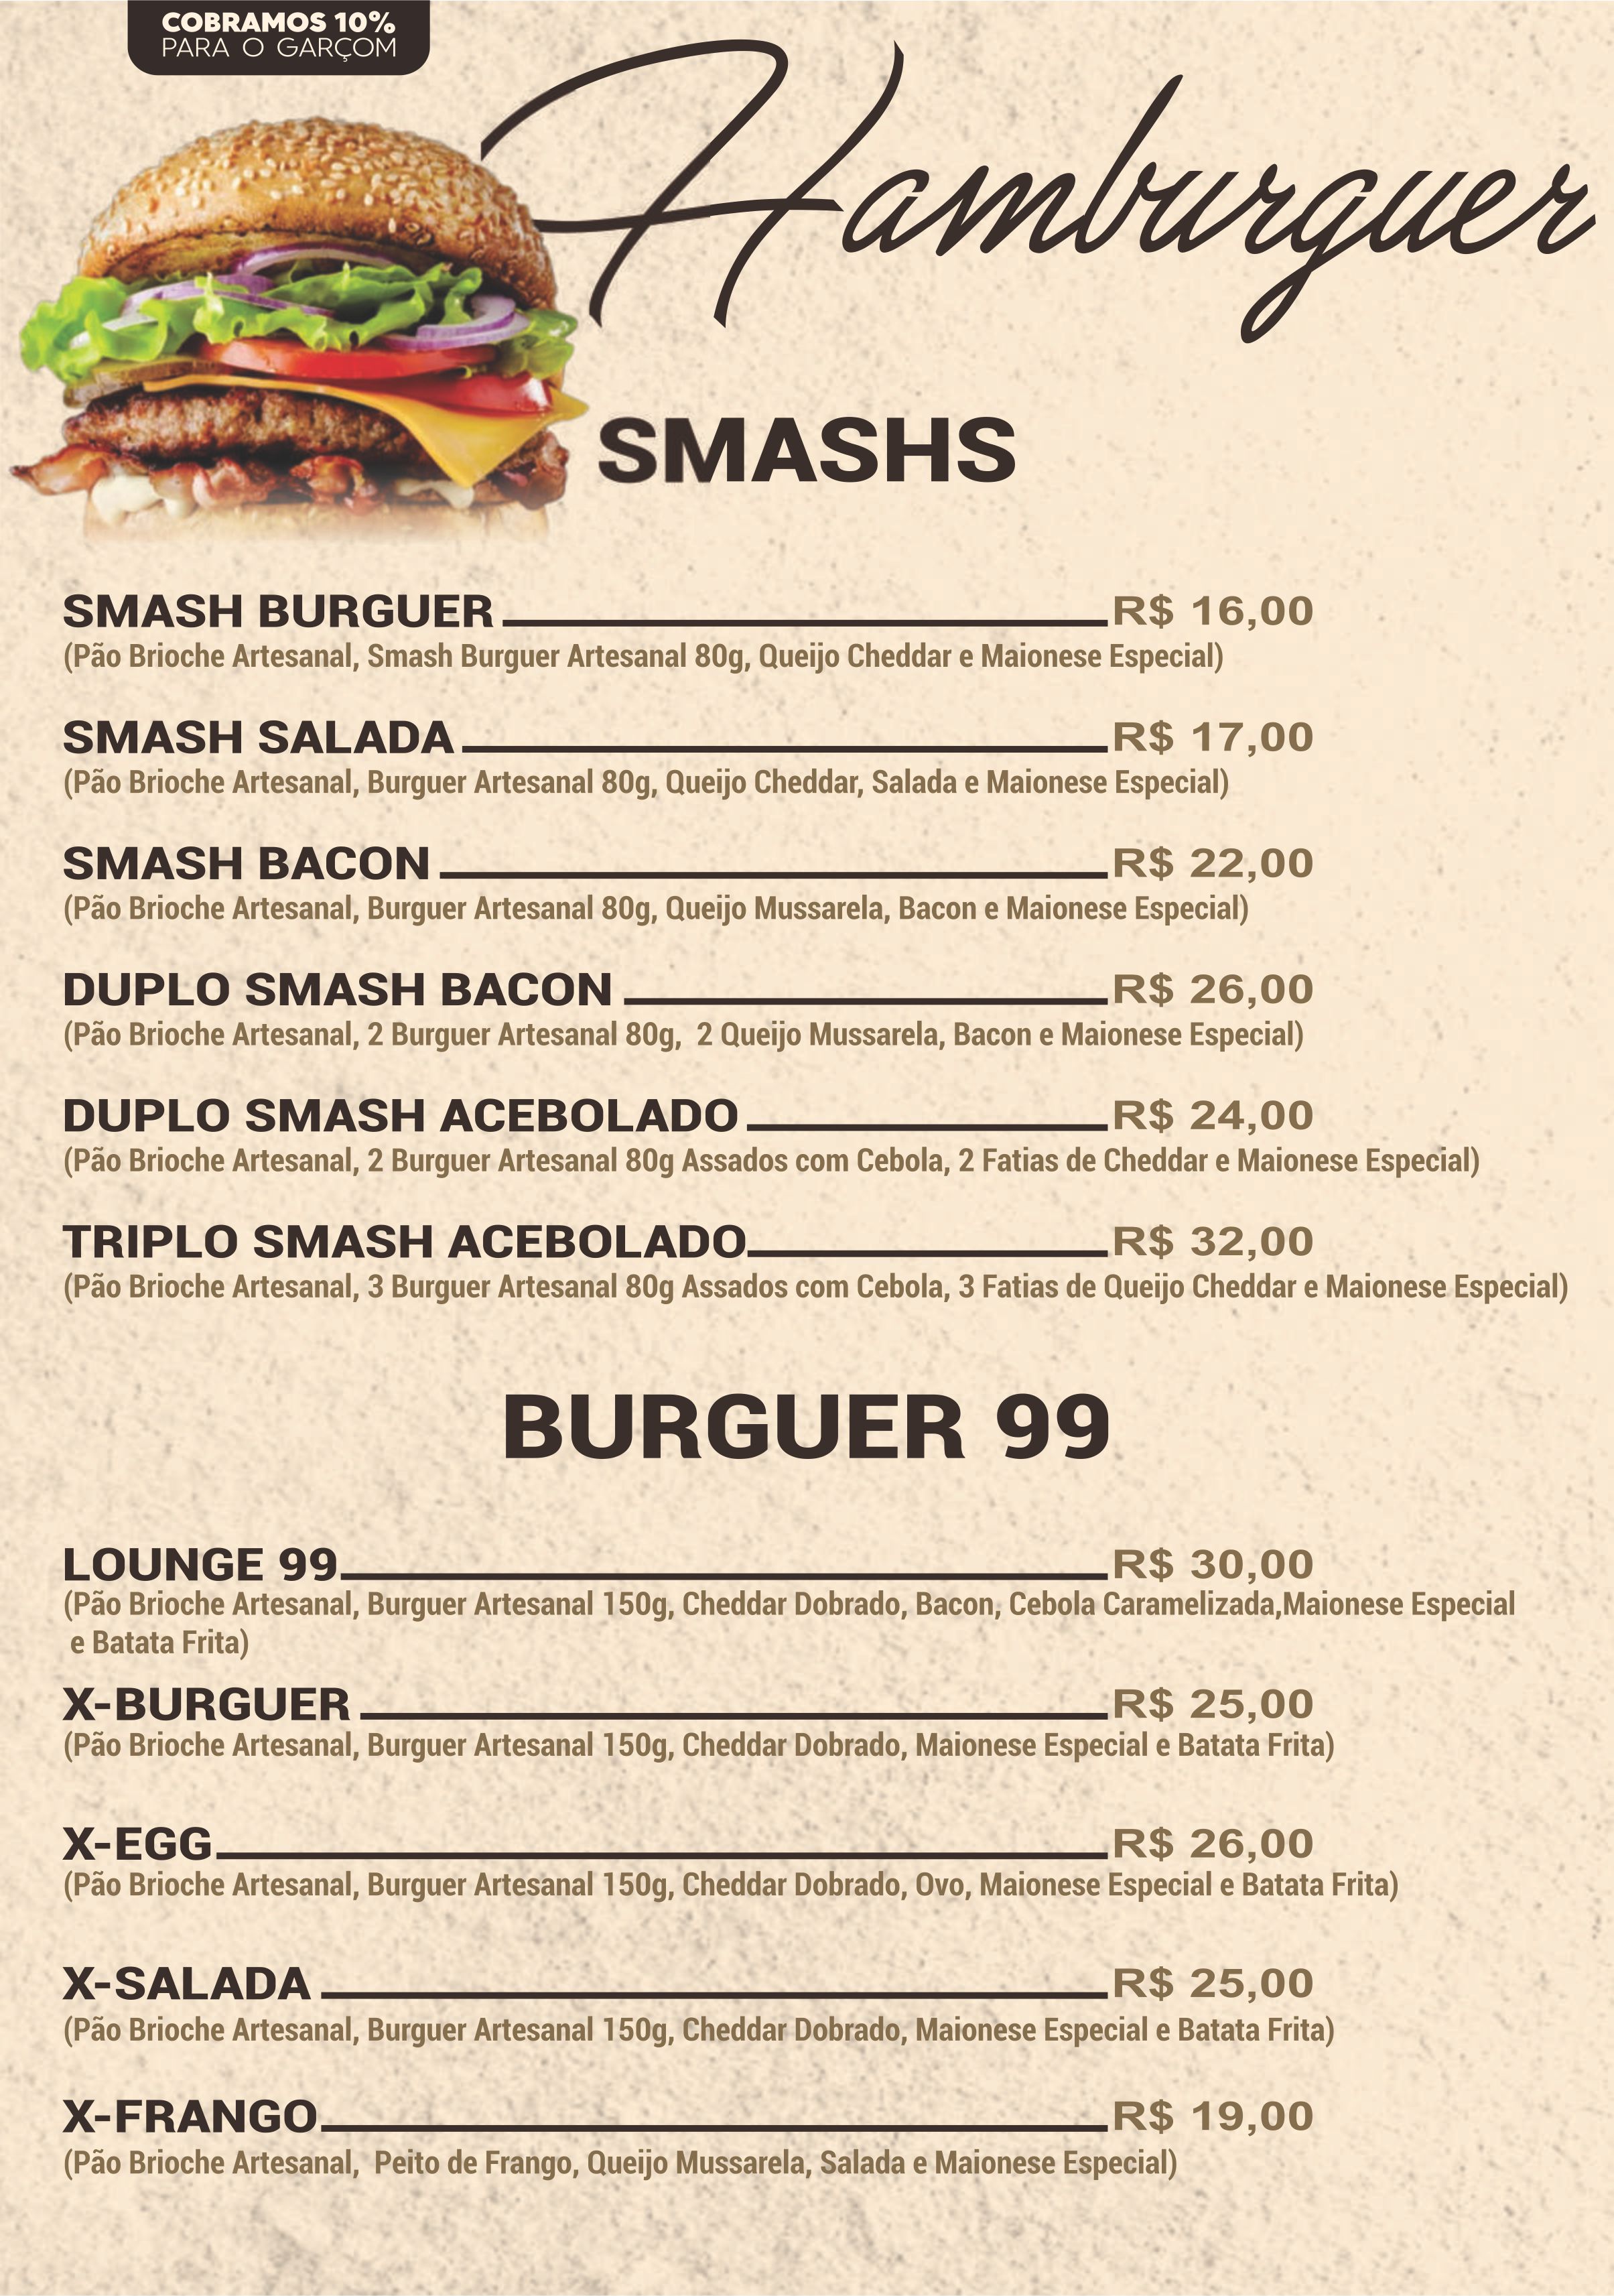 COBRAMOS 10%
PARA O GARÇOM
Hamburguer
SMASHS
SMASH BURGUER R$ 16,00
(Pão Brioche Artesanal, Smash Burguer Artesanal 80g, Queijo Cheddar e Maionese Especial)
SMASH SALADA R$ 17,00
(Pão Brioche Artesanal, Burguer Artesanal 80g, Queijo Cheddar, Salada e Maionese Especial)
SMASH BACON R$ 22,00
(Pão Brioche Artesanal, Burguer Artesanal 80g, Queijo Mussarela, Bacon e Maionese Especial)
DUPLO SMASH BACON R$ 26,00
(Pão Brioche Artesanal, 2 Burguer Artesanal 80g, 2 Queijo Mussarela, Bacon e Maionese Especial)
DUPLO SMASH ACEBOLADO R$ 24,00
(Pão Brioche Artesanal, 2 Burguer Artesanal 80g Assados com Cebola, 2 Fatias de Cheddar e Maionese Especial)
TRIPLO SMASH ACEBOLADO R$ 32,00
(Pão Brioche Artesanal, 3 Burguer Artesanal 80g Assados com Cebola, 3 Fatias de Queijo Cheddar e Maionese Especial)
BURGUER 99
LOUNGE 99 R$ 30,00
(Pão Brioche Artesanal, Burguer Artesanal 150g, Cheddar Dobrado, Bacon, Cebola Caramelizada,Maionese Especial
e Batata Frita)
X-BURGUER R$ 25,00
(Pão Brioche Artesanal, Burguer Artesanal 150g, Cheddar Dobrado, Maionese Especial e Batata Frita)
X-EGG R$ 26,00
(Pão Brioche Artesanal, Burguer Artesanal 150g, Cheddar Dobrado, Ovo, Maionese Especial e Batata Frita)
X-SALADA R$ 25,00
(Pão Brioche Artesanal, Burguer Artesanal 150g, Cheddar Dobrado, Maionese Especial e Batata Frita)
X-FRANGO R$ 19,00
(Pão Brioche Artesanal, Peito de Frango, Queijo Mussarela, Salada e Maionese Especial)